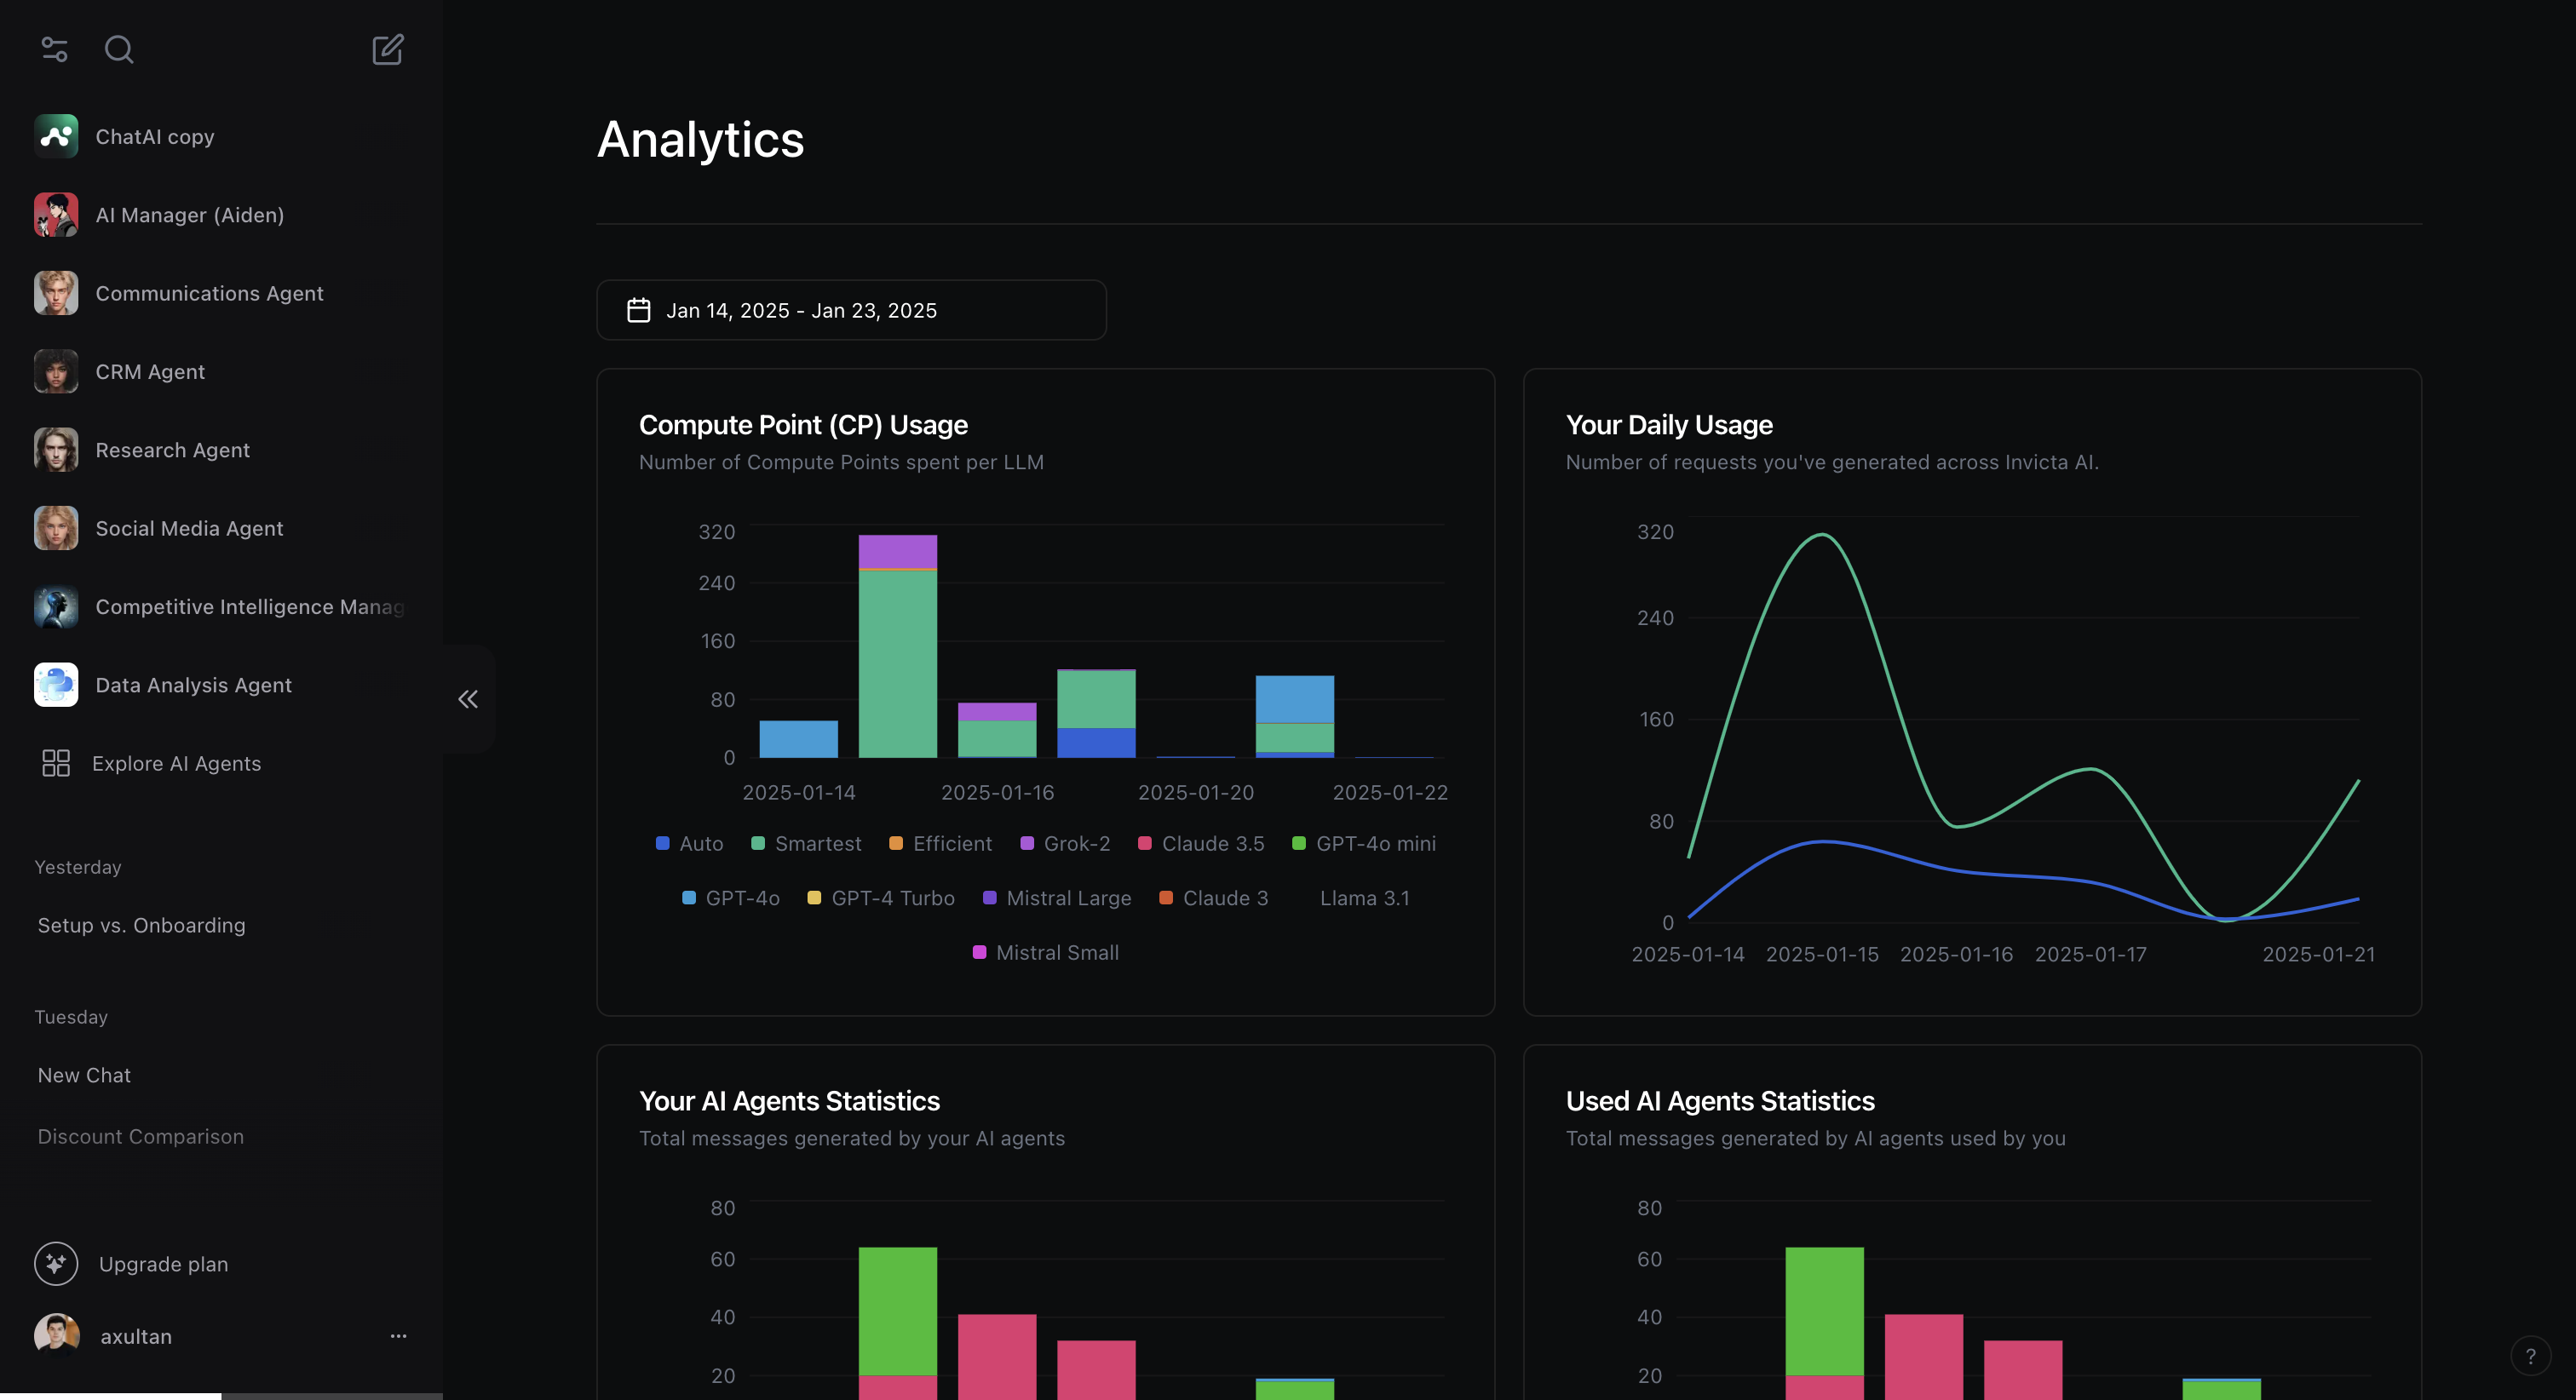 ChatAI copy
AI Manager (Aiden)
Communications Agent
CRM Agent
Research Agent
Social Media Agent
Competitive Intelligence Manag
Data Analysis Agent
Explore AI Agents
Yesterday
Setup vs. Onboarding
Tuesday
New Chat
Discount Comparison
Upgrade plan
axultan
Analytics
Jan 14, 2025 - Jan 23, 2025
Compute Point (CP) Usage
Number of Compute Points spent per LLM
320
240
160
80
0
2025-01-14 2025-01-16 2025-01-20 2025-01-22
Auto Smartest Efficient Grok-2 Claude 3.5 GPT-4o mini
GPT-4o GPT-4 Turbo Mistral Large Claude 3 Llama 3.1
Mistral Small
Your Daily Usage
Number of requests you've generated across Invicta AI.
320
240
160
80
0
2025-01-14 2025-01-15 2025-01-16 2025-01-17 2025-01-21
Your AI Agents Statistics
Total messages generated by your AI agents
80
60
40
20
Used AI Agents Statistics
Total messages generated by AI agents used by you
80
60
40
20
?